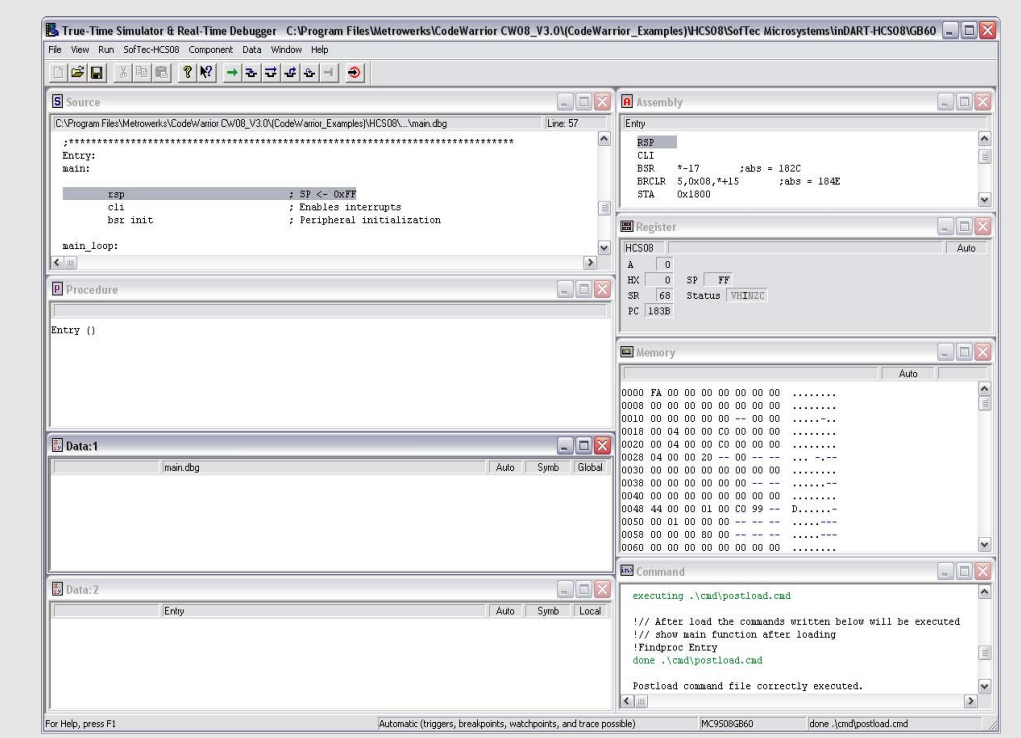 True-Time Simulator & Real-Time Debugger C:\Program Files\Metrowerks\CodeWarrior CW08_V3.0\(CodeWarrior_Examples)\HCS08\SofTec Microsystems\inDART-HCS08\GB60
File View Run SofTec-HCS08 Component Data Window Help
Source
C:\Program Files\Metrowerks\CodeWarrior CW08_V3.0\(CodeWarrior_Examples)\HCS08\...\main.dbg Line: 57
;******************************************************************************
Entry:
main:
rsp ; SP <- 0xFF
cli ; Enables interrupts
bsr init ; Peripheral initialization
main_loop:
Procedure
Entry ()
Data:1
main.dbg Auto Symb Global
Data:2
Entry Auto Symb Local
Assembly
Entry
RSP
CLI
BSR *-17 ;abs = 182C
BRCLR 5,0x08,*+15 ;abs = 184E
STA 0x1800
Register
HCS08 Auto
A 0
HX 0 SP FF
SR 68 Status VHINZC
PC 183B
Memory
Auto
0000 FA 00 00 00 00 00 00 00 ........
0008 00 00 00 00 00 00 00 00 ........
0010 00 00 00 00 00 -- 00 00 .....-..
0018 00 04 00 00 C0 00 00 00 ........
0020 00 04 00 00 C0 00 00 00 ........
0028 04 00 00 20 -- 00 -- -- ... -.--
0030 00 00 00 00 00 00 00 00 ........
0038 00 00 00 00 00 00 -- -- ......--
0040 00 00 00 00 00 00 00 00 ........
0048 44 00 00 01 00 C0 99 -- D......-
0050 00 01 00 00 00 -- -- -- .....---
0058 00 00 00 80 00 -- -- -- .....---
0060 00 00 00 00 00 00 00 00 ........
Command
executing .\cmd\postload.cmd
!// After load the commands written below will be executed
!// show main function after loading
!Findproc Entry
done .\cmd\postload.cmd
Postload command file correctly executed.
For Help, press F1 Automatic (triggers, breakpoints, watchpoints, and trace possible) MC9S08GB60 done .\cmd\postload.cmd